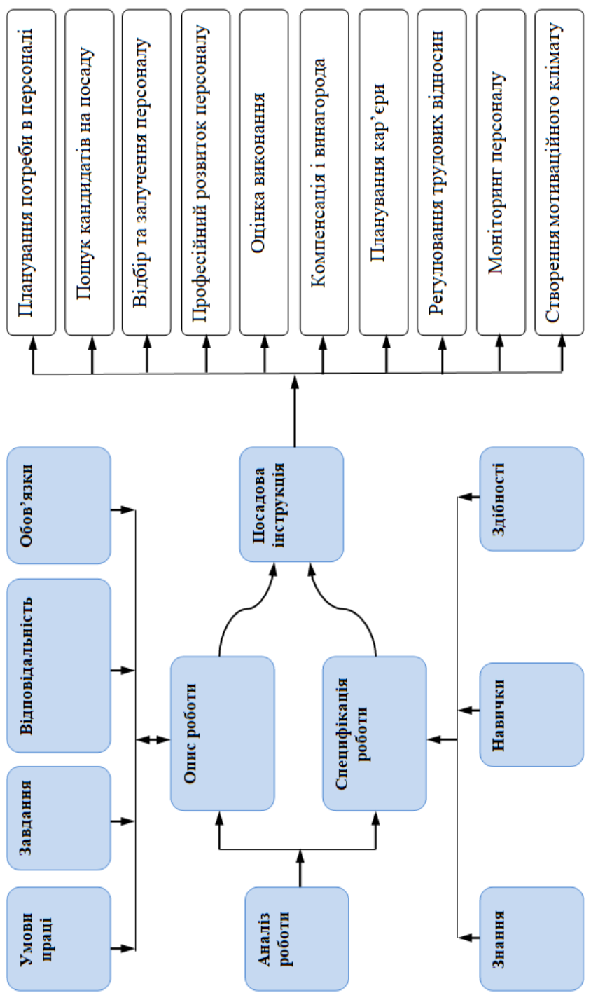 Умови
праці
Завдання
Відповідальність
Обов’язки
Аналіз
роботи
Опис роботи
Специфікація
роботи
Посадова
інструкція
Знання
Навички
Здібності
Планування потреби в персоналі
Пошук кандидатів на посаду
Відбір та залучення персоналу
Професійний розвиток персоналу
Оцінка виконання
Компенсація і винагорода
Планування кар’єри
Регулювання трудових відносин
Моніторинг персоналу
Створення мотиваційного клімату